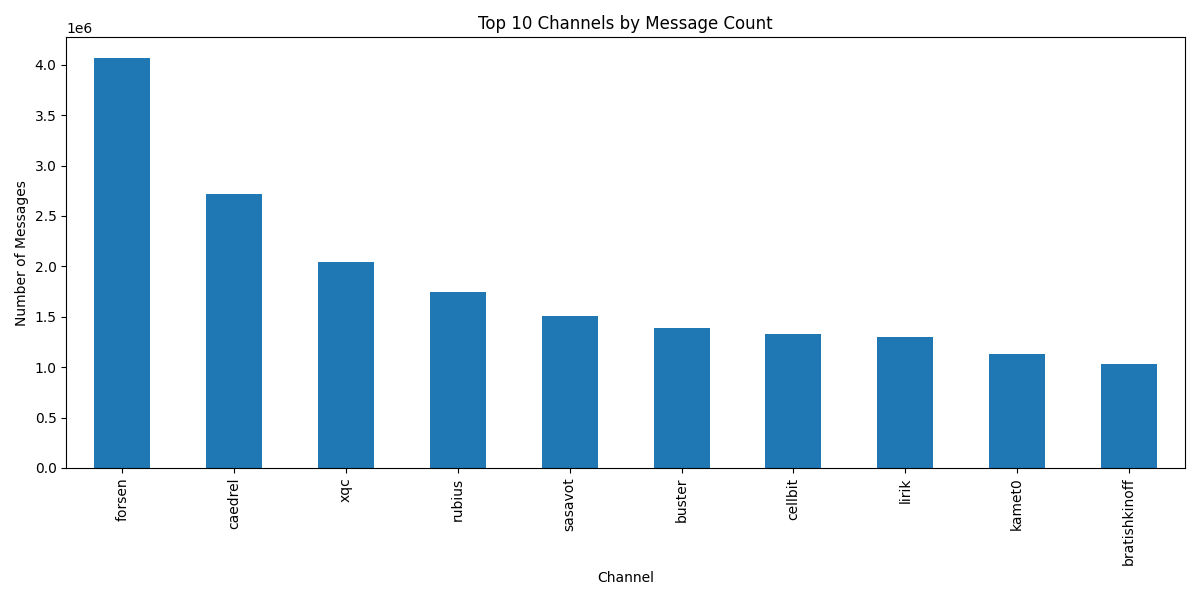 Top 10 Channels by Message Count
1e6
4.0
3.5
3.0
2.5
2.0
1.5
1.0
0.5
0.0
Number of Messages
forsen
caedrel
xqc
rubius
sasavot
buster
cellbit
lirik
kamet0
bratishkinoff
Channel